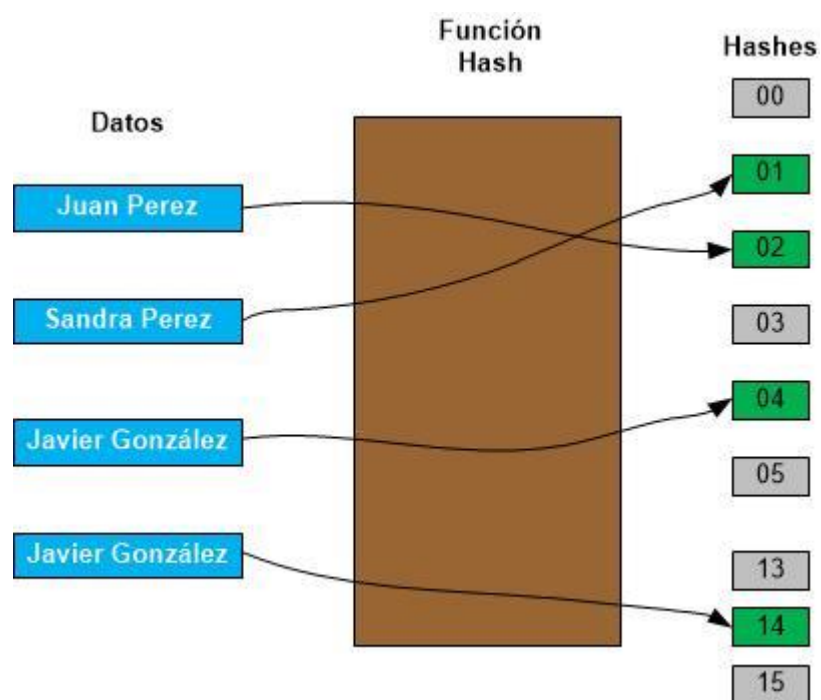 Función
Hash
Hashes
00
Datos
01
Juan Perez
02
Sandra Perez
03
04
Javier González
05
Javier González
13
14
15